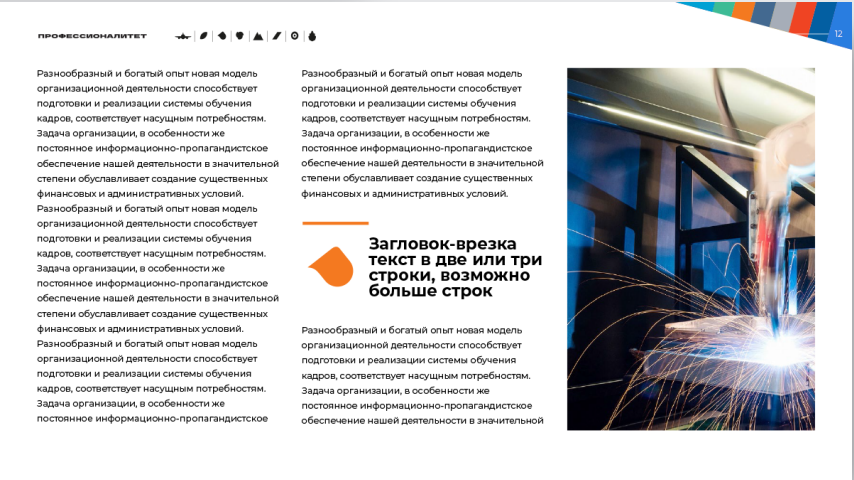 ПРОФЕССИОНАЛИТЕТ
12
Разнообразный и богатый опыт новая модель
организационной деятельности способствует
подготовки и реализации системы обучения
кадров, соответствует насущным потребностям.
Задача организации, в особенности же
постоянное информационно-пропагандистское
обеспечение нашей деятельности в значительной
степени обуславливает создание существенных
финансовых и административных условий.
Разнообразный и богатый опыт новая модель
организационной деятельности способствует
подготовки и реализации системы обучения
кадров, соответствует насущным потребностям.
Задача организации, в особенности же
постоянное информационно-пропагандистское
обеспечение нашей деятельности в значительной
степени обуславливает создание существенных
финансовых и административных условий.
Разнообразный и богатый опыт новая модель
организационной деятельности способствует
подготовки и реализации системы обучения
кадров, соответствует насущным потребностям.
Задача организации, в особенности же
постоянное информационно-пропагандистское
Разнообразный и богатый опыт новая модель
организационной деятельности способствует
подготовки и реализации системы обучения
кадров, соответствует насущным потребностям.
Задача организации, в особенности же
постоянное информационно-пропагандистское
обеспечение нашей деятельности в значительной
степени обуславливает создание существенных
финансовых и административных условий.
Загловок-врезка
текст в две или три
строки, возможно
больше строк
Разнообразный и богатый опыт новая модель
организационной деятельности способствует
подготовки и реализации системы обучения
кадров, соответствует насущным потребностям.
Задача организации, в особенности же
постоянное информационно-пропагандистское
обеспечение нашей деятельности в значительной